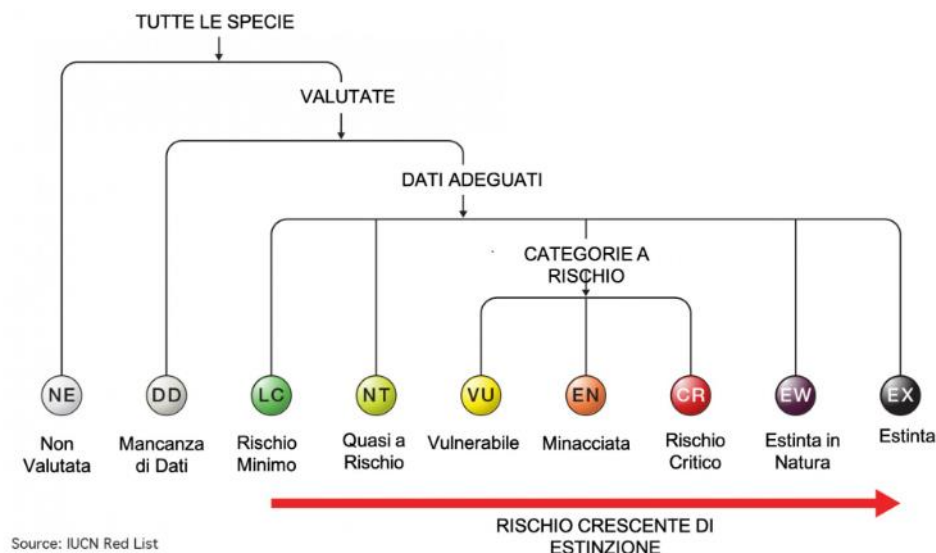 TUTTE LE SPECIE
VALUTATE
DATI ADEGUATI
CATEGORIE A
RISCHIO
NE
DD
LC
NT
VU
EN
CR
EW
EX
Non
Valutata
Mancanza
di Dati
Rischio
Minimo
Quasi a
Rischio
Vulnerabile
Minacciata
Rischio
Critico
Estinta in
Natura
Estinta
RISCHIO CRESCENTE DI
ESTINZIONE
Source: IUCN Red List